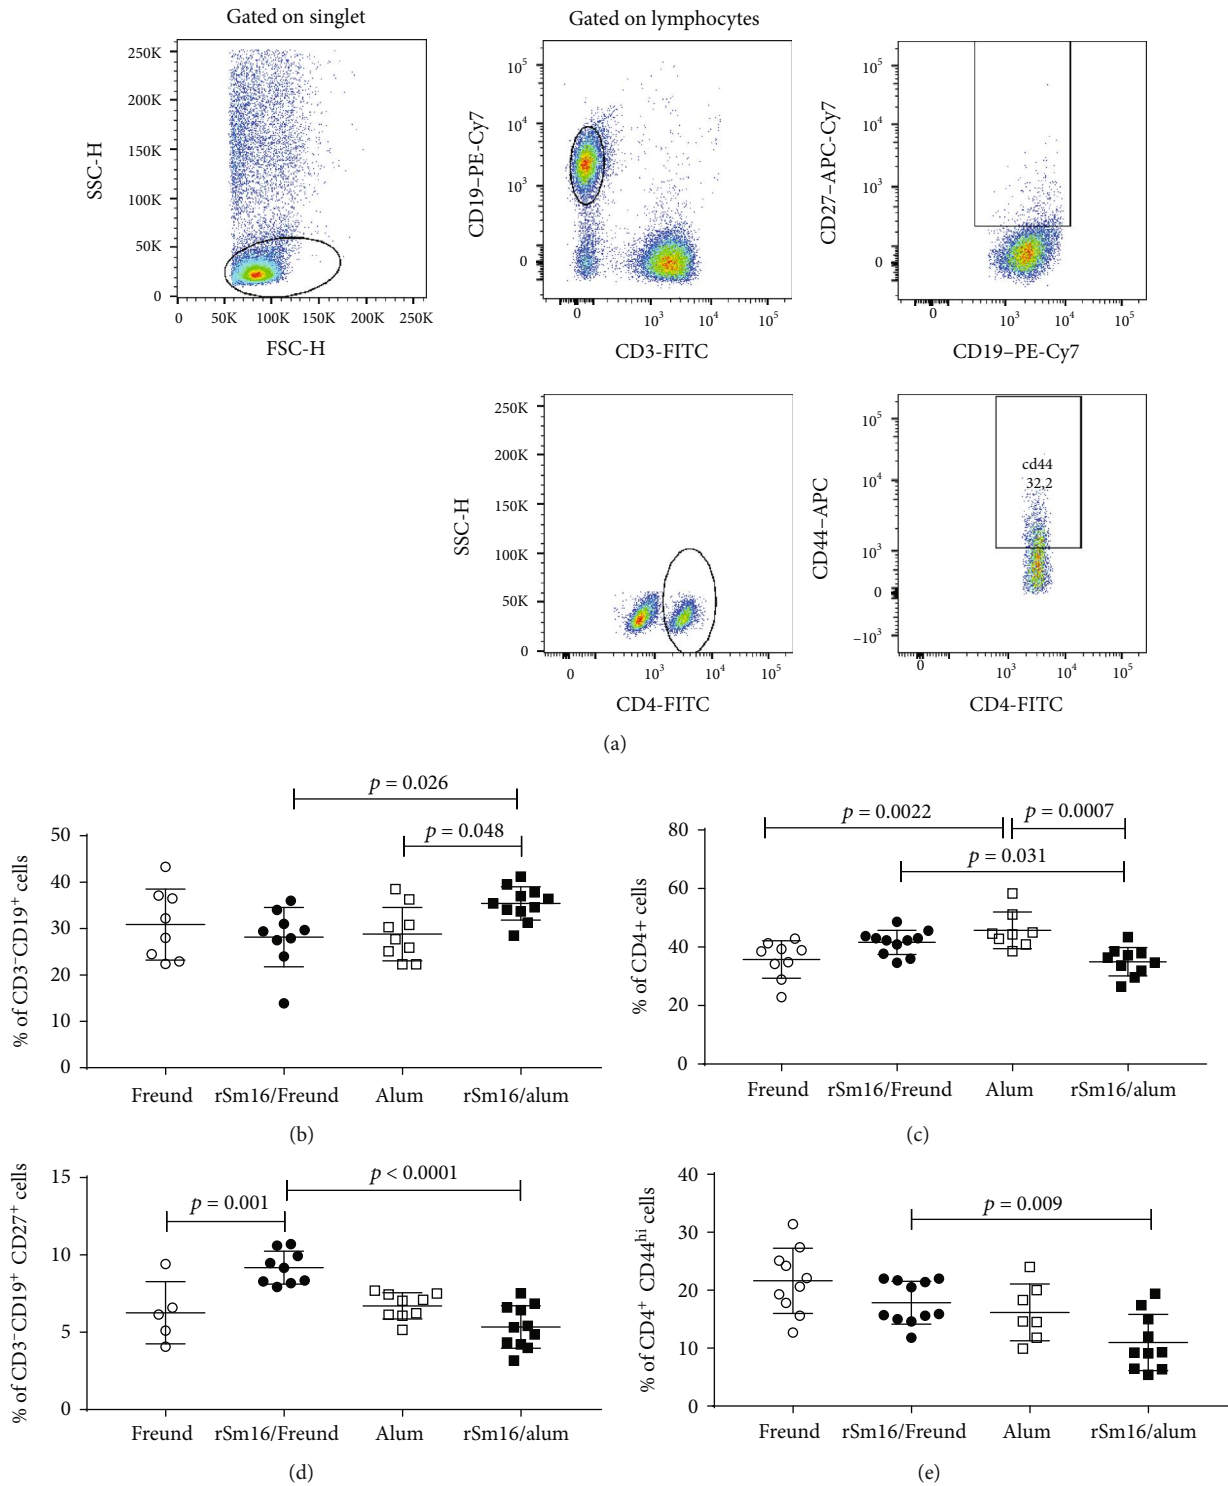 Gated on singlet
Gated on lymphocytes
250K
200K
150K
100K
50K
0
SSC-H
0 50K 100K 150K 200K 250K
FSC-H
10⁵
10⁴
10³
0
CD19–PE-Cy7
0 10³ 10⁴ 10⁵
CD3-FITC
10⁵
10⁴
10³
0
CD27–APC-Cy7
0 10³ 10⁴ 10⁵
CD19–PE-Cy7
250K
200K
150K
100K
50K
0
SSC-H
0 10³ 10⁴ 10⁵
CD4-FITC
10⁵
10⁴
10³
0
–10³
CD44–APC
cd44
32,2
0 10³ 10⁴ 10⁵
CD4-FITC
(a)
p = 0.026
p = 0.048
50
40
30
20
10
0
% of CD3⁻CD19⁺ cells
Freund rSm16/Freund Alum rSm16/alum
(b)
p = 0.0022 p = 0.0007
p = 0.031
80
60
40
20
0
% of CD4+ cells
Freund rSm16/Freund Alum rSm16/alum
(c)
p < 0.0001
p = 0.001
15
10
5
0
% of CD3⁻CD19⁺ CD27⁺ cells
Freund rSm16/Freund Alum rSm16/alum
(d)
p = 0.009
40
30
20
10
0
% of CD4⁺ CD44ʰⁱ cells
Freund rSm16/Freund Alum rSm16/alum
(e)